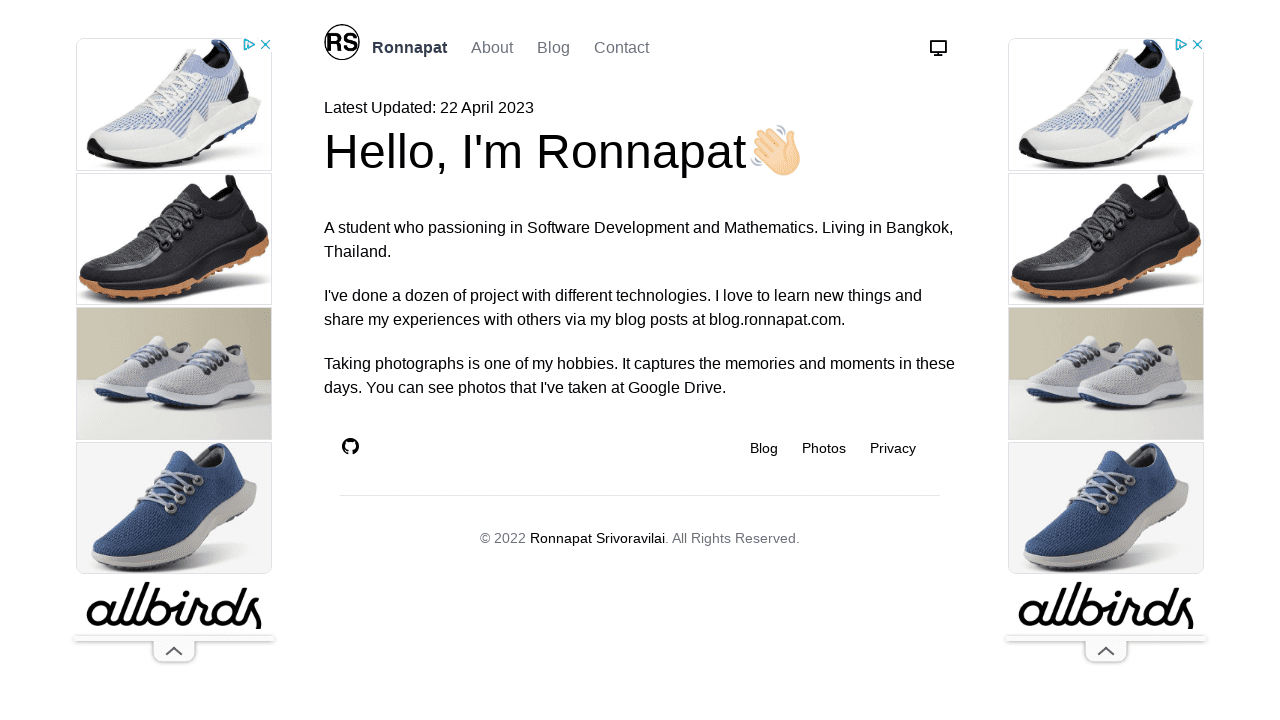 RS
Ronnapat About Blog Contact
Latest Updated: 22 April 2023
Hello, I'm Ronnapat👋🏻
A student who passioning in Software Development and Mathematics. Living in Bangkok,
Thailand.
I've done a dozen of project with different technologies. I love to learn new things and
share my experiences with others via my blog posts at blog.ronnapat.com.
Taking photographs is one of my hobbies. It captures the memories and moments in these
days. You can see photos that I've taken at Google Drive.
Blog Photos Privacy
© 2022 Ronnapat Srivoravilai. All Rights Reserved.
allbirds
allbirds